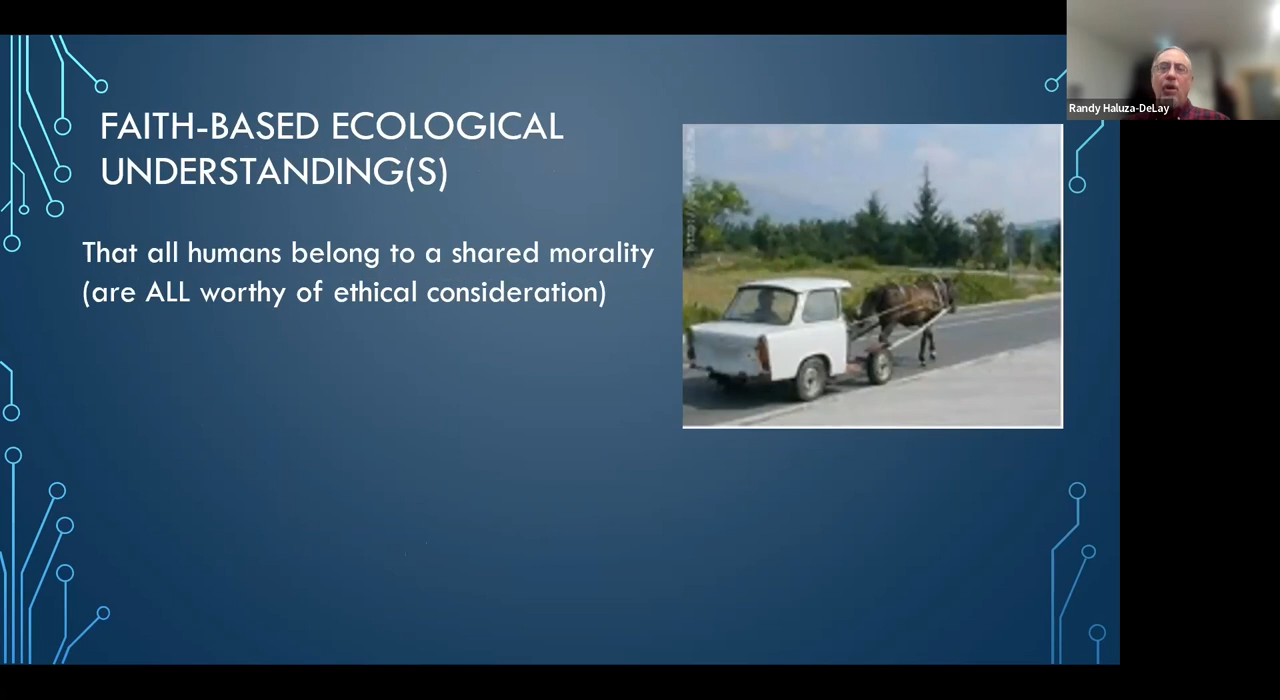 FAITH-BASED ECOLOGICAL
UNDERSTANDING(S)
That all humans belong to a shared morality
(are ALL worthy of ethical consideration)
Randy Haluza-DeLay